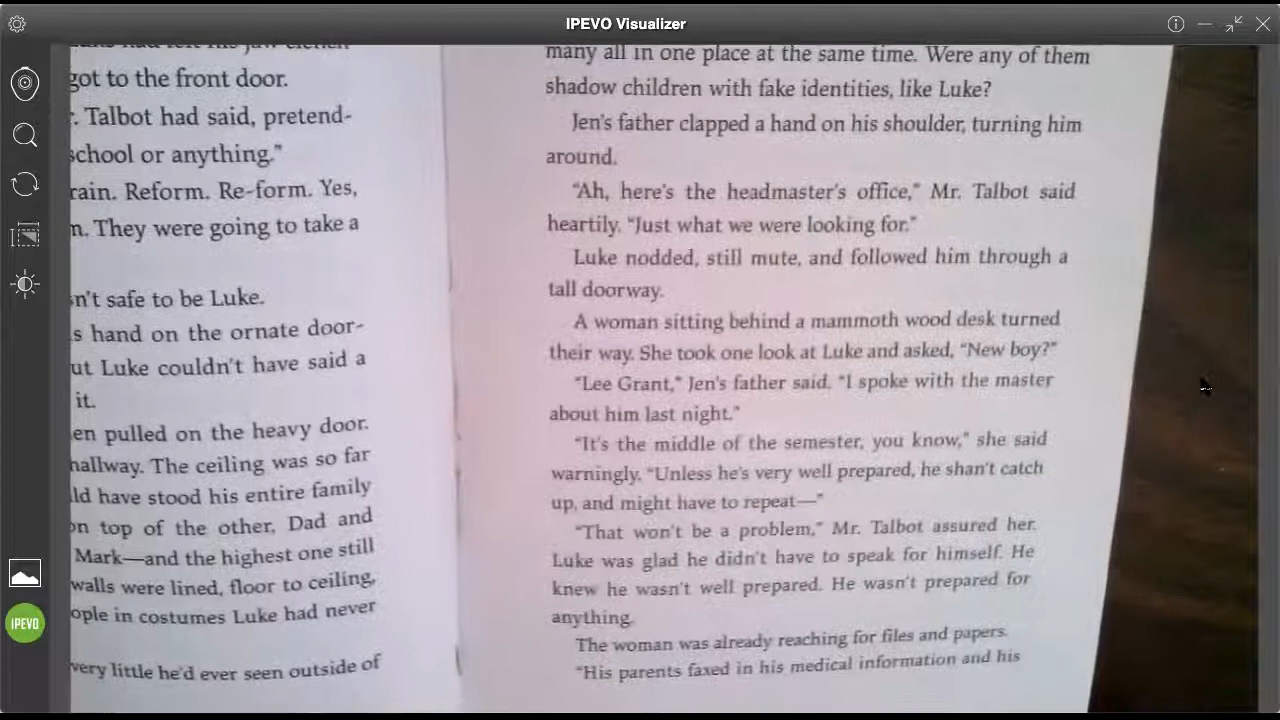 IPEVO Visualizer
got to the front door.
r. Talbot had said, pretend-
school or anything."
rain. Reform. Re-form. Yes,
n. They were going to take a
n't safe to be Luke.
s hand on the ornate door-
ut Luke couldn't have said a
it.
en pulled on the heavy door.
hallway. The ceiling was so far
ld have stood his entire family
on top of the other, Dad and
Mark—and the highest one still
walls were lined, floor to ceiling,
ople in costumes Luke had never
very little he'd ever seen outside of
many all in one place at the same time. Were any of them
shadow children with fake identities, like Luke?
Jen's father clapped a hand on his shoulder, turning him
around.
"Ah, here's the headmaster's office," Mr. Talbot said
heartily. "Just what we were looking for."
Luke nodded, still mute, and followed him through a
tall doorway.
A woman sitting behind a mammoth wood desk turned
their way. She took one look at Luke and asked, "New boy?"
"Lee Grant," Jen's father said. "I spoke with the master
about him last night."
"It's the middle of the semester, you know," she said
warningly. "Unless he's very well prepared, he shan't catch
up, and might have to repeat—"
"That won't be a problem," Mr. Talbot assured her.
Luke was glad he didn't have to speak for himself. He
knew he wasn't well prepared. He wasn't prepared for
anything.
The woman was already reaching for files and papers.
"His parents faxed in his medical information and his
IPEVO